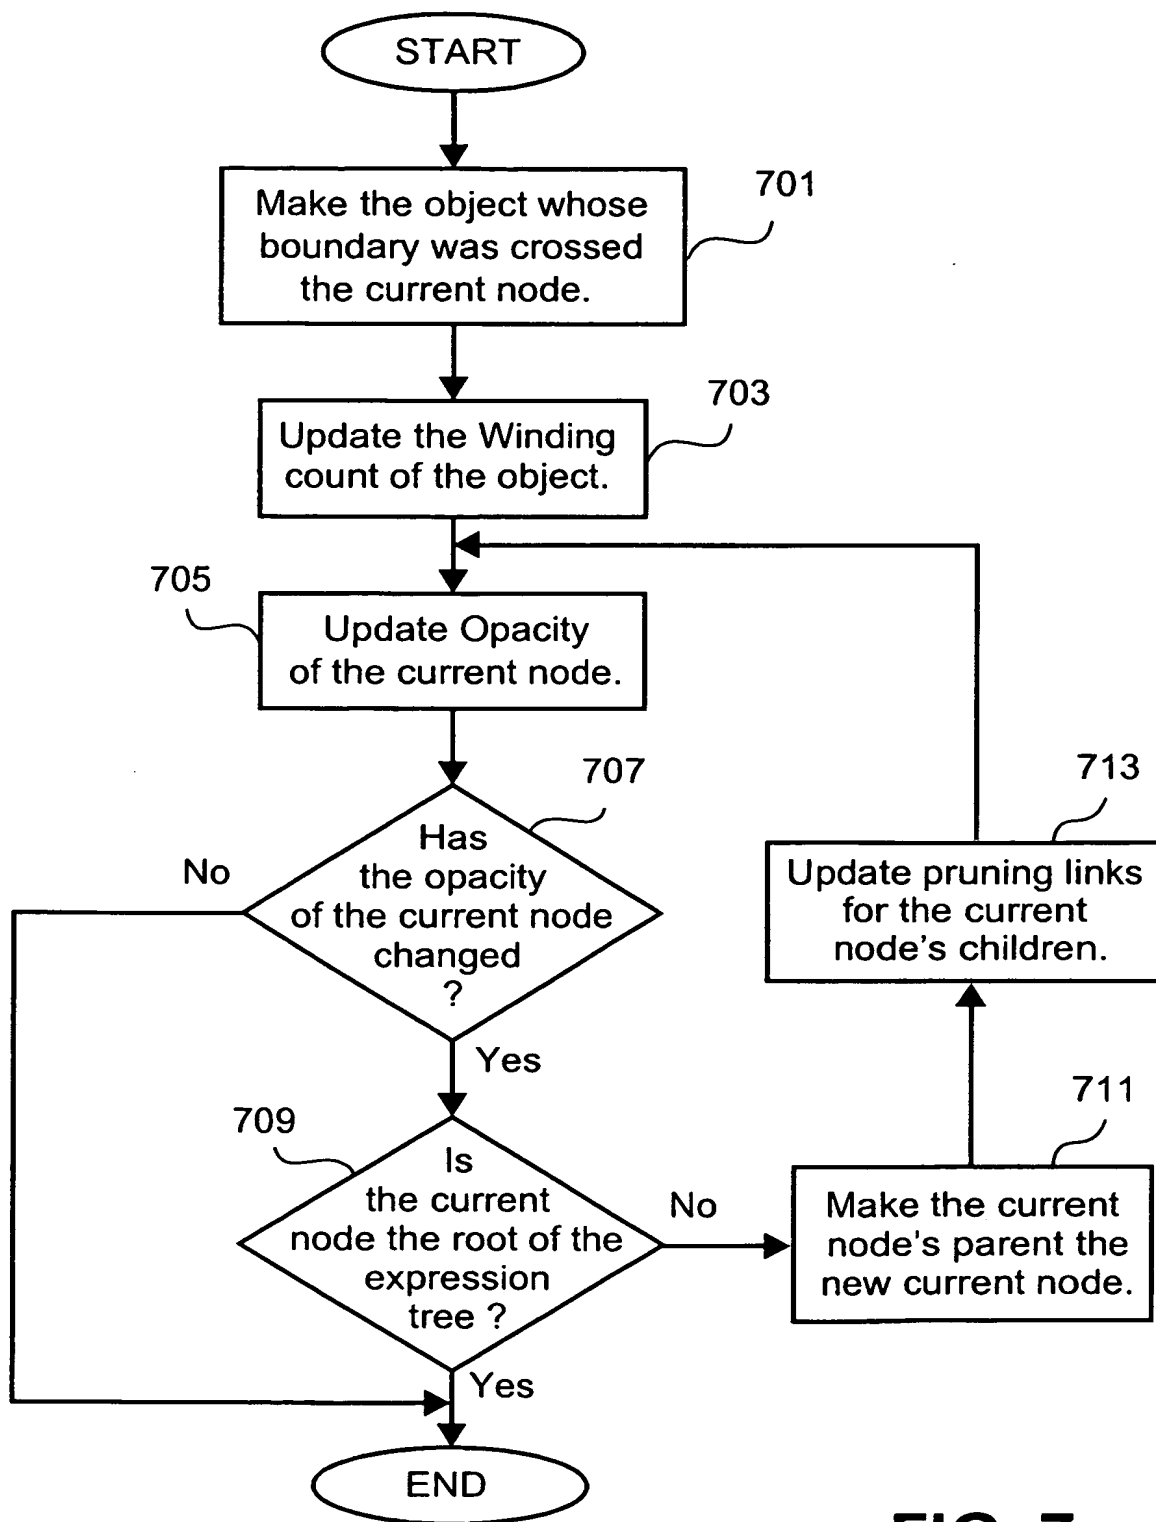 START
701
Make the object whose
boundary was crossed
the current node.
703
Update the Winding
count of the object.
705
Update Opacity
of the current node.
707
Has
the opacity
of the current node
changed
?
No
Yes
713
Update pruning links
for the current
node's children.
709
Is
the current
node the root of the
expression
tree ?
No
Yes
711
Make the current
node's parent the
new current node.
END